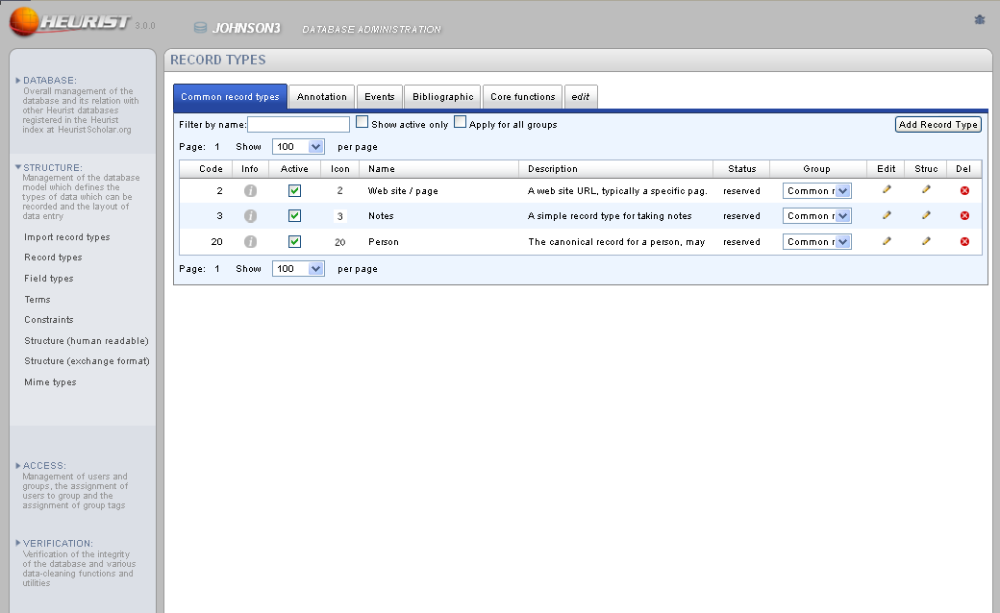 HEURIST 3.0.0
JOHNSON3 DATABASE ADMINISTRATION
DATABASE:
Overall management of the
database and its relation with
other Heurist databases
registered in the Heurist
index at HeuristScholar.org
STRUCTURE:
Management of the database
model which defines the
types of data which can be
recorded and the layout of
data entry
Import record types
Record types
Field types
Terms
Constraints
Structure (human readable)
Structure (exchange format)
Mime types
ACCESS:
Management of users and
groups, the assignment of
users to group and the
assignment of group tags
VERIFICATION:
Verification of the integrity
of the database and various
data-cleaning functions and
utilities
RECORD TYPES
Common record types Annotation Events Bibliographic Core functions edit
Filter by name: Show active only Apply for all groups Add Record Type
Page: 1 Show 100 per page
Code Info Active Icon Name Description Status Group Edit Struc Del
2 i 2 Web site / page A web site URL, typically a specific pag. reserved Common r
3 i 3 Notes A simple record type for taking notes reserved Common r
20 i 20 Person The canonical record for a person, may reserved Common r
Page: 1 Show 100 per page